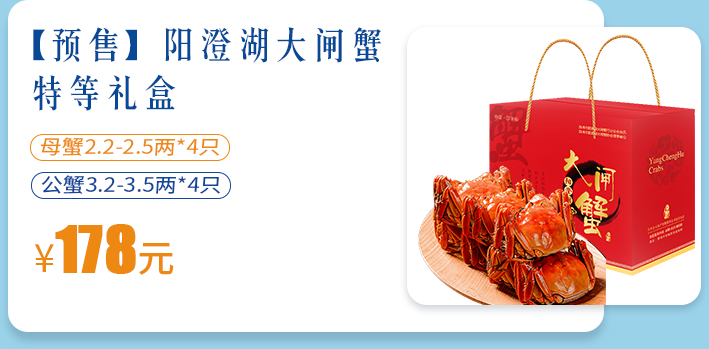 【预售】阳澄湖大闸蟹
特等礼盒
母蟹2.2-2.5两*4只
公蟹3.2-3.5两*4只
¥178元
蟹
大闸蟹
YangChengHu
Crabs